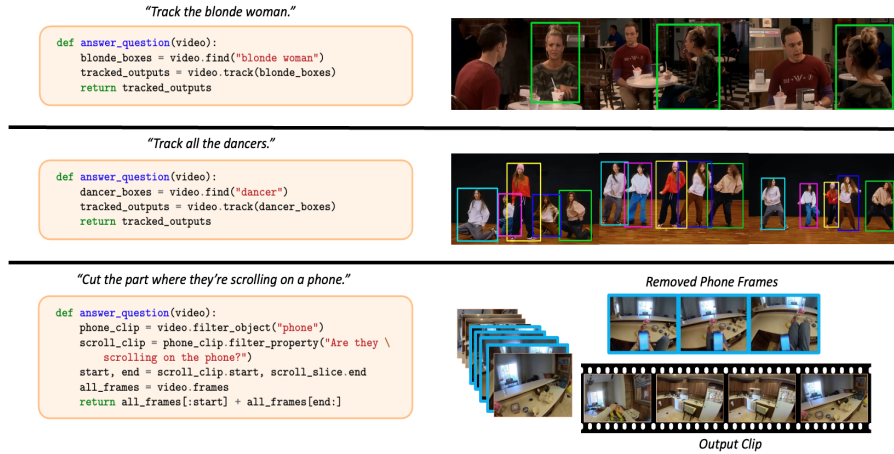 “Track the blonde woman.”
def answer_question(video):
blonde_boxes = video.find("blonde woman")
tracked_outputs = video.track(blonde_boxes)
return tracked_outputs
“Track all the dancers.”
def answer_question(video):
dancer_boxes = video.find("dancer")
tracked_outputs = video.track(dancer_boxes)
return tracked_outputs
“Cut the part where they’re scrolling on a phone.”
def answer_question(video):
phone_clip = video.filter_object("phone")
scroll_clip = phone_clip.filter_property("Are they \
scrolling on the phone?")
start, end = scroll_clip.start, scroll_slice.end
all_frames = video.frames
return all_frames[:start] + all_frames[end:]
Removed Phone Frames
Output Clip